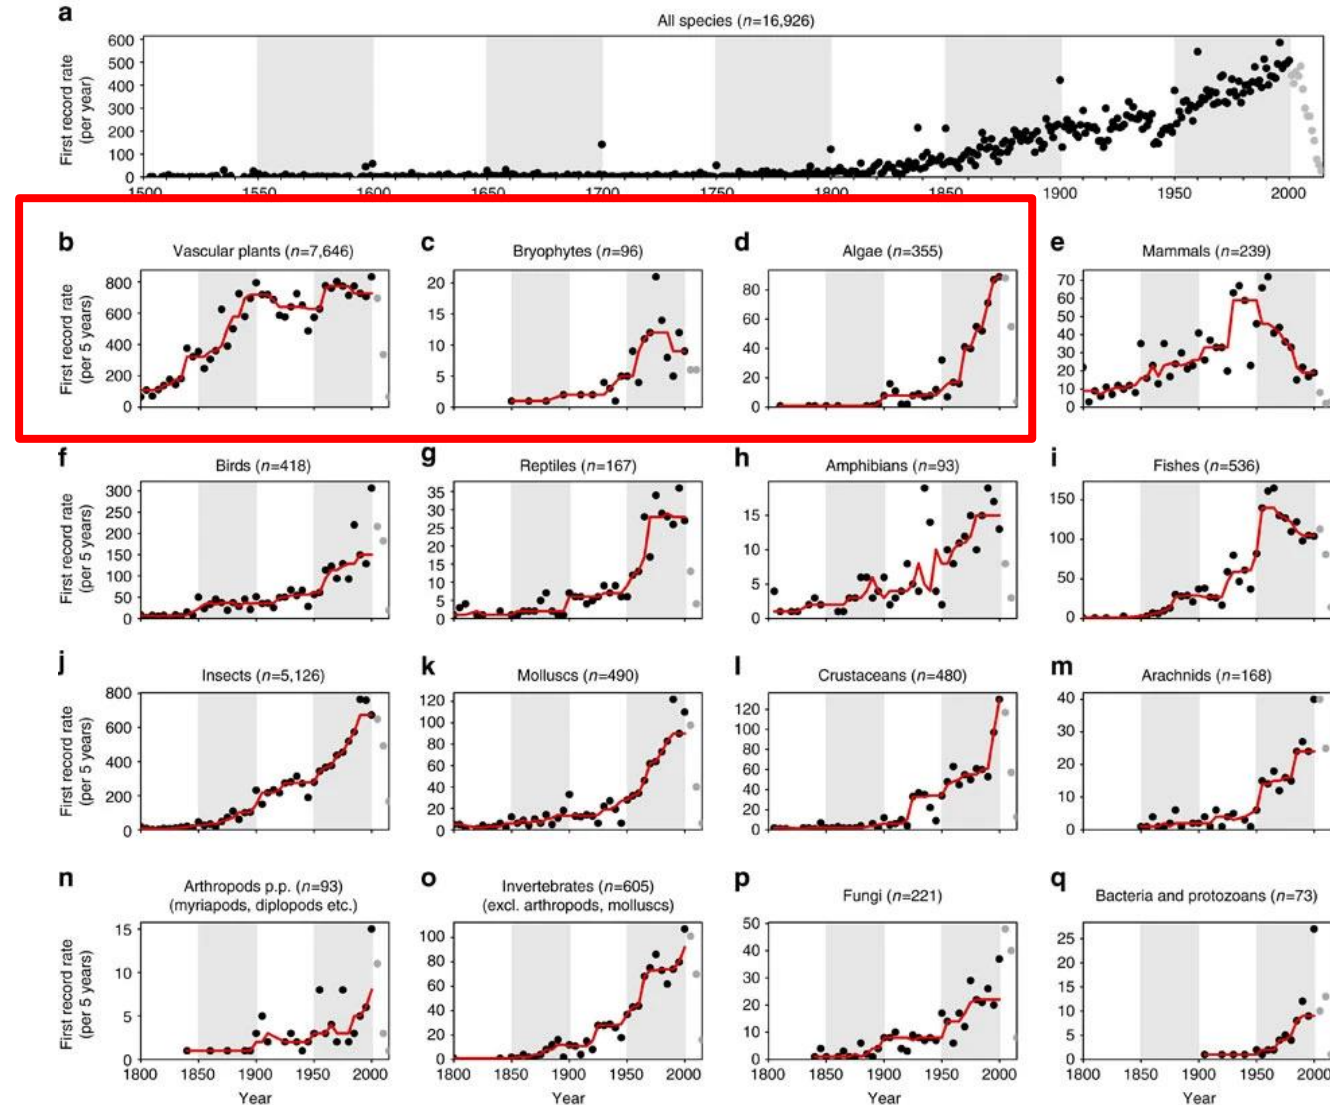 a
All species (n=16,926)
First record rate
(per year)
600
500
400
300
200
100
0
1500 1550 1600 1650 1700 1750 1800 1850 1900 1950 2000
b
Vascular plants (n=7,646)
First record rate
(per 5 years)
800
600
400
200
0
c
Bryophytes (n=96)
20
15
10
5
0
d
Algae (n=355)
80
60
40
20
0
e
Mammals (n=239)
70
60
50
40
30
20
10
0
f
Birds (n=418)
First record rate
(per 5 years)
300
250
200
150
100
50
0
g
Reptiles (n=167)
35
30
25
20
15
10
5
0
h
Amphibians (n=93)
15
10
5
0
i
Fishes (n=536)
150
100
50
0
j
Insects (n=5,126)
First record rate
(per 5 years)
800
600
400
200
0
k
Molluscs (n=490)
120
100
80
60
40
20
0
l
Crustaceans (n=480)
120
100
80
60
40
20
0
m
Arachnids (n=168)
40
30
20
10
0
n
Arthropods p.p. (n=93)
(myriapods, diplopods etc.)
First record rate
(per 5 years)
15
10
5
0
1800 1850 1900 1950 2000
Year
o
Invertebrates (n=605)
(excl. arthropods, molluscs)
100
80
60
40
20
0
1800 1850 1900 1950 2000
Year
p
Fungi (n=221)
50
40
30
20
10
0
1800 1850 1900 1950 2000
Year
q
Bacteria and protozoans (n=73)
25
20
15
10
5
0
1800 1850 1900 1950 2000
Year